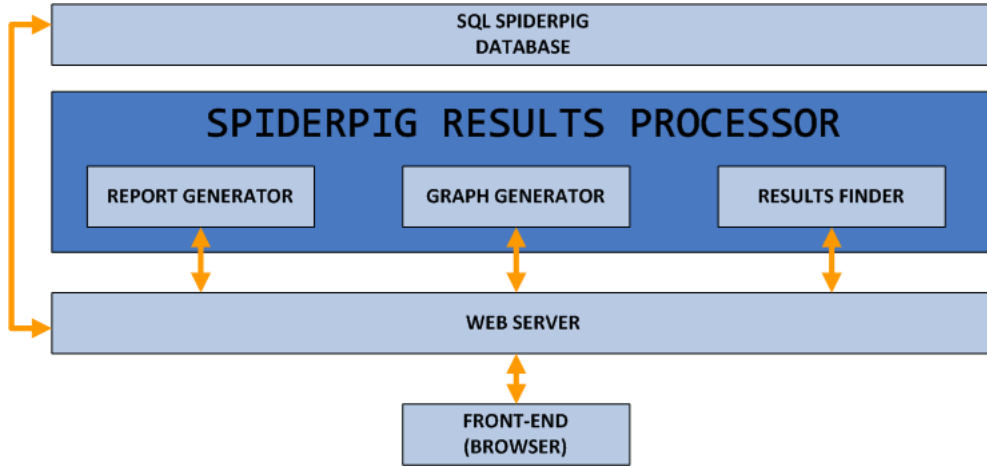 SQL SPIDERPIG
DATABASE
SPIDERPIG RESULTS PROCESSOR
REPORT GENERATOR
GRAPH GENERATOR
RESULTS FINDER
WEB SERVER
FRONT-END
(BROWSER)